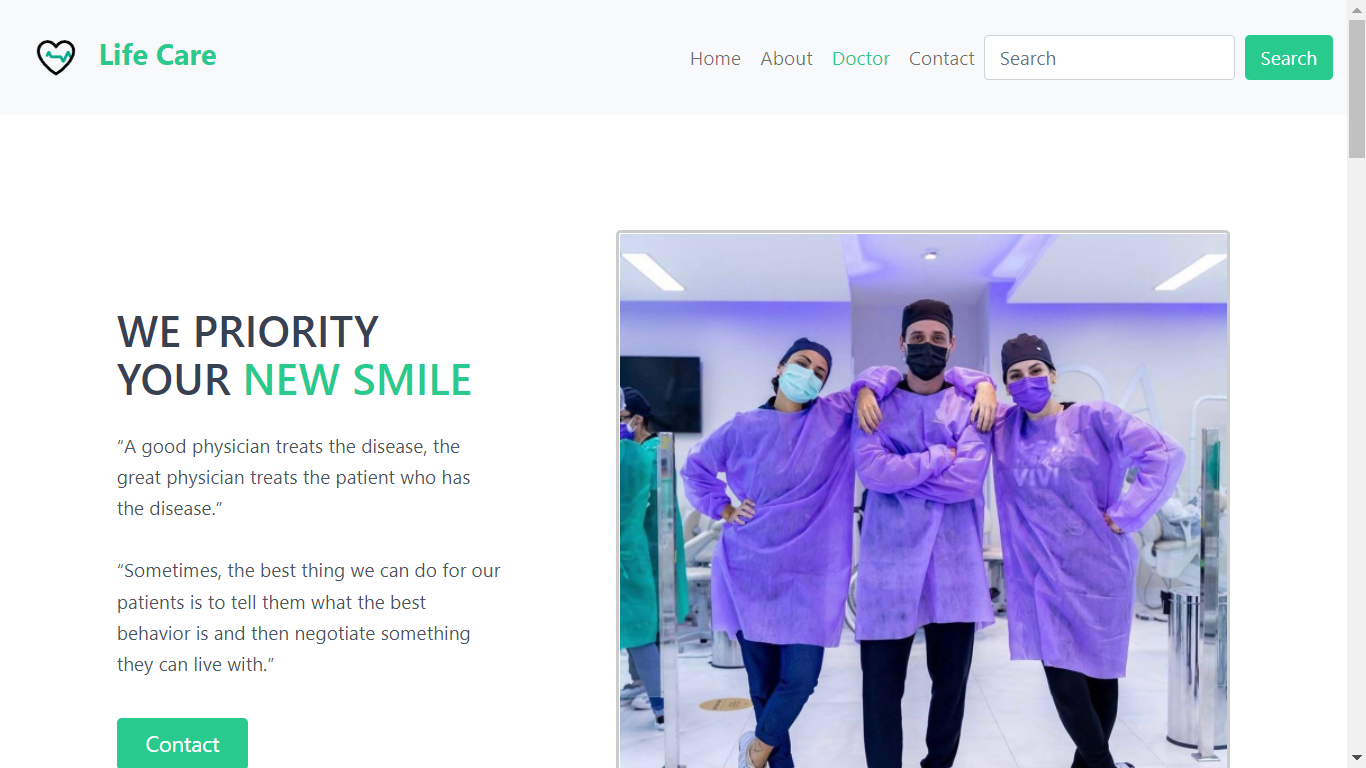 Life Care
Home About Doctor Contact Search Search
WE PRIORITY
YOUR NEW SMILE
“A good physician treats the disease, the
great physician treats the patient who has
the disease.”
“Sometimes, the best thing we can do for our
patients is to tell them what the best
behavior is and then negotiate something
they can live with.”
Contact
VIVI